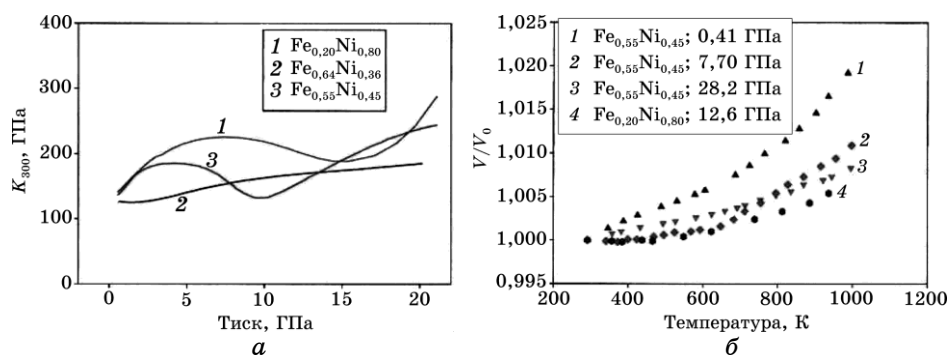 400
300
200
100
0
K₃₀₀, ГПа
1 Fe₀,₂₀Ni₀,₈₀
2 Fe₀,₆₄Ni₀,₃₆
3 Fe₀,₅₅Ni₀,₄₅
1
3
2
0 5 10 15 20
Тиск, ГПа
а
1,025
1,020
1,015
1,010
1,005
1,000
0,995
V/V₀
1 Fe₀,₅₅Ni₀,₄₅; 0,41 ГПа
2 Fe₀,₅₅Ni₀,₄₅; 7,70 ГПа
3 Fe₀,₅₅Ni₀,₄₅; 28,2 ГПа
4 Fe₀,₂₀Ni₀,₈₀; 12,6 ГПа
1
2
3
4
200 400 600 800 1000 1200
Температура, К
б